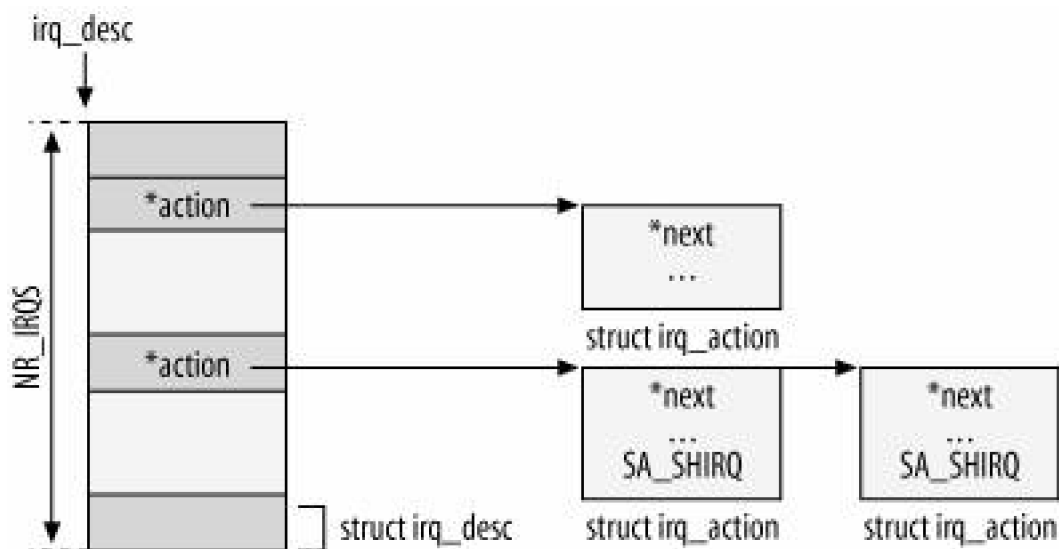 irq_desc
*action
*next
...
NR_IRQS
struct irq_action
*action
*next
...
SA_SHIRQ
*next
...
SA_SHIRQ
struct irq_desc
struct irq_action
struct irq_action